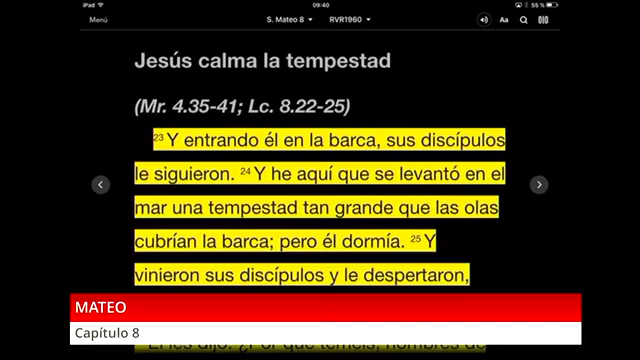 iPad
09:40
55 %
Menú
S. Mateo 8
RVR1960
Aa
Jesús calma la tempestad
(Mr. 4.35-41; Lc. 8.22-25)
23 Y entrando él en la barca, sus discípulos
le siguieron. 24 Y he aquí que se levantó en el
mar una tempestad tan grande que las olas
cubrían la barca; pero él dormía. 25 Y
vinieron sus discípulos y le despertaron,
MATEO
Capítulo 8